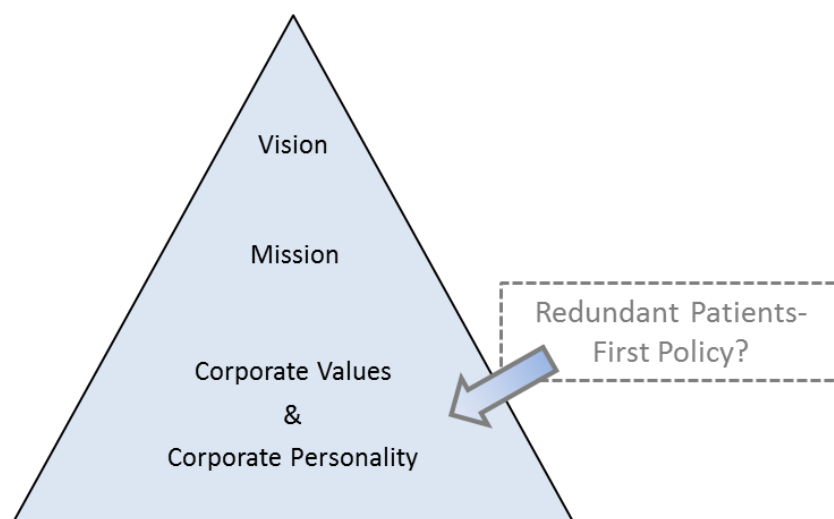 Vision
Mission
Redundant Patients-
First Policy?
Corporate Values
&
Corporate Personality